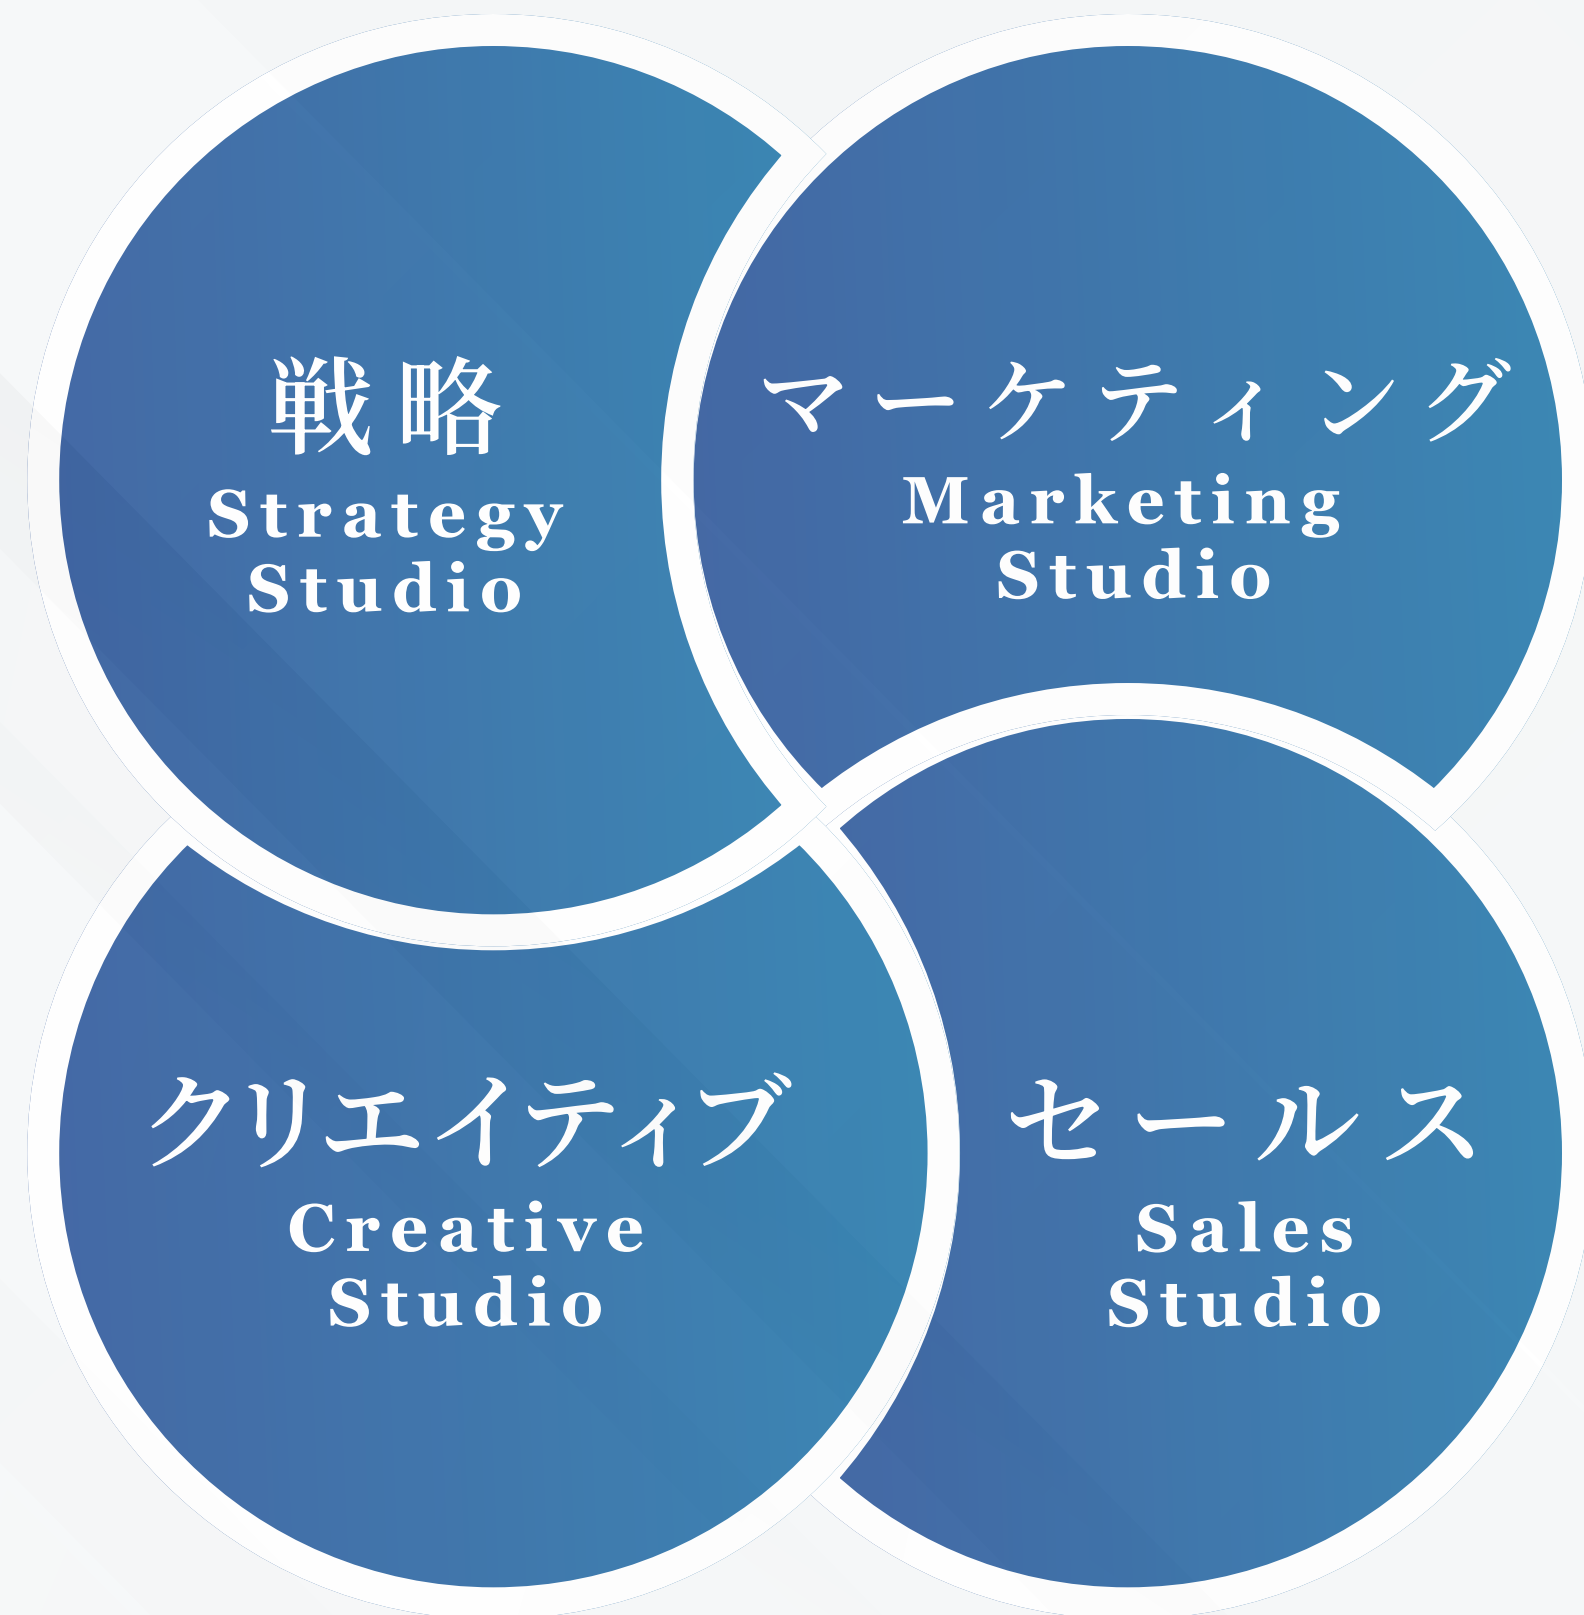 戦略
Strategy
Studio
マーケティング
Marketing
Studio
クリエイティブ
Creative
Studio
セールス
Sales
Studio